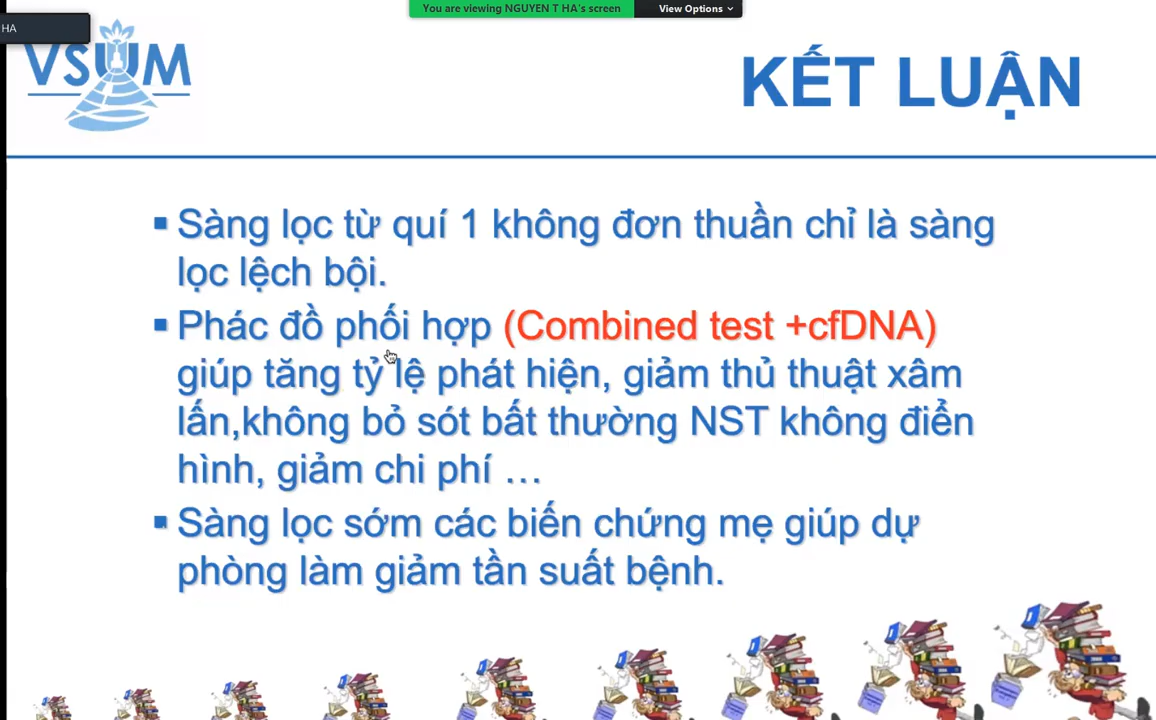 You are viewing NGUYEN T HA's screen
View Options
HA
VSUM
KẾT LUẬN
▪ Sàng lọc từ quí 1 không đơn thuần chỉ là sàng
lọc lệch bội.
▪ Phác đồ phối hợp (Combined test +cfDNA)
giúp tăng tỷ lệ phát hiện, giảm thủ thuật xâm
lấn,không bỏ sót bất thường NST không điển
hình, giảm chi phí …
▪ Sàng lọc sớm các biến chứng mẹ giúp dự
phòng làm giảm tần suất bệnh.